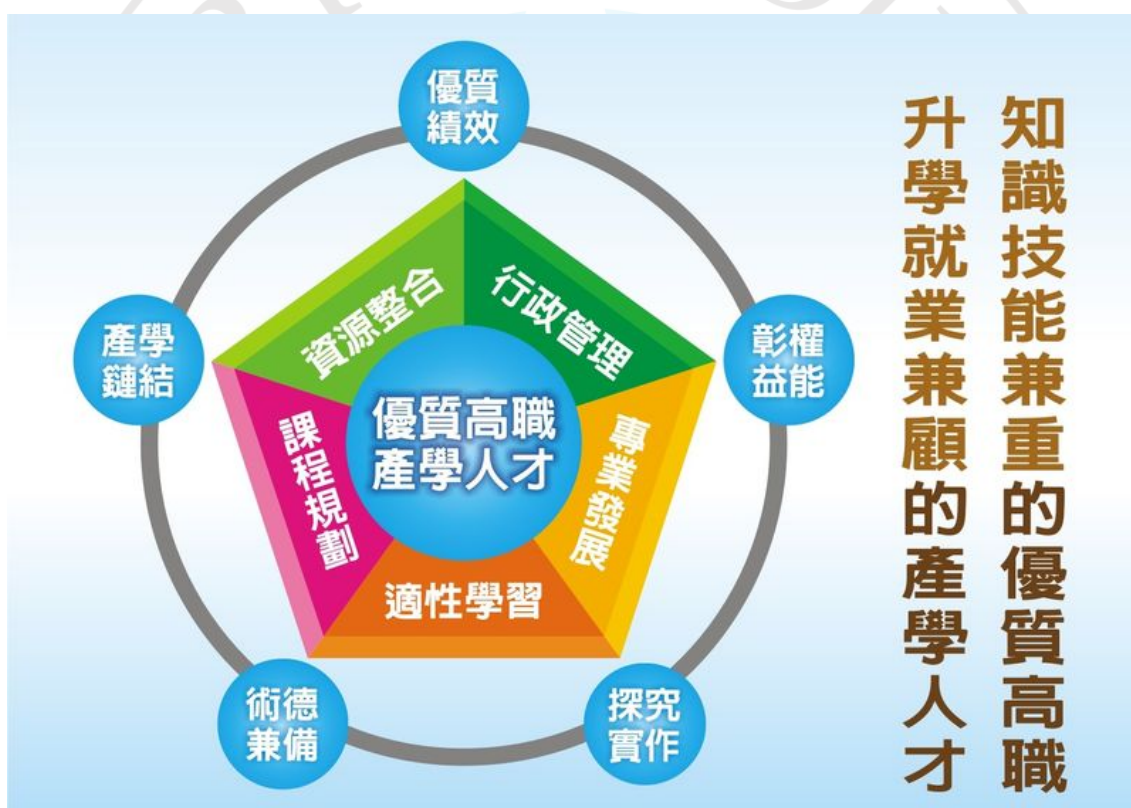 優質
績效
資源整合
行政管理
產學
鏈結
彰權
益能
課程規劃
優質高職
產學人才
專業發展
適性學習
術德
兼備
探究
實作
知識技能兼重的優質高職
升學就業兼顧的產學人才